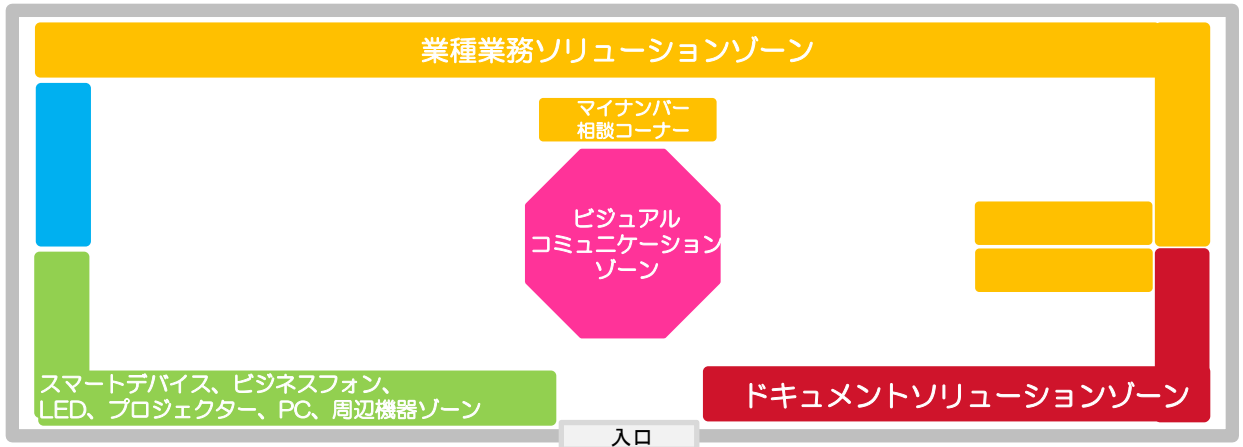 業種業務ソリューションゾーン
マイナンバー
相談コーナー
ビジュアル
コミュニケーション
ゾーン
スマートデバイス、ビジネスフォン、
LED、プロジェクター、PC、周辺機器ゾーン
ドキュメントソリューションゾーン
入口